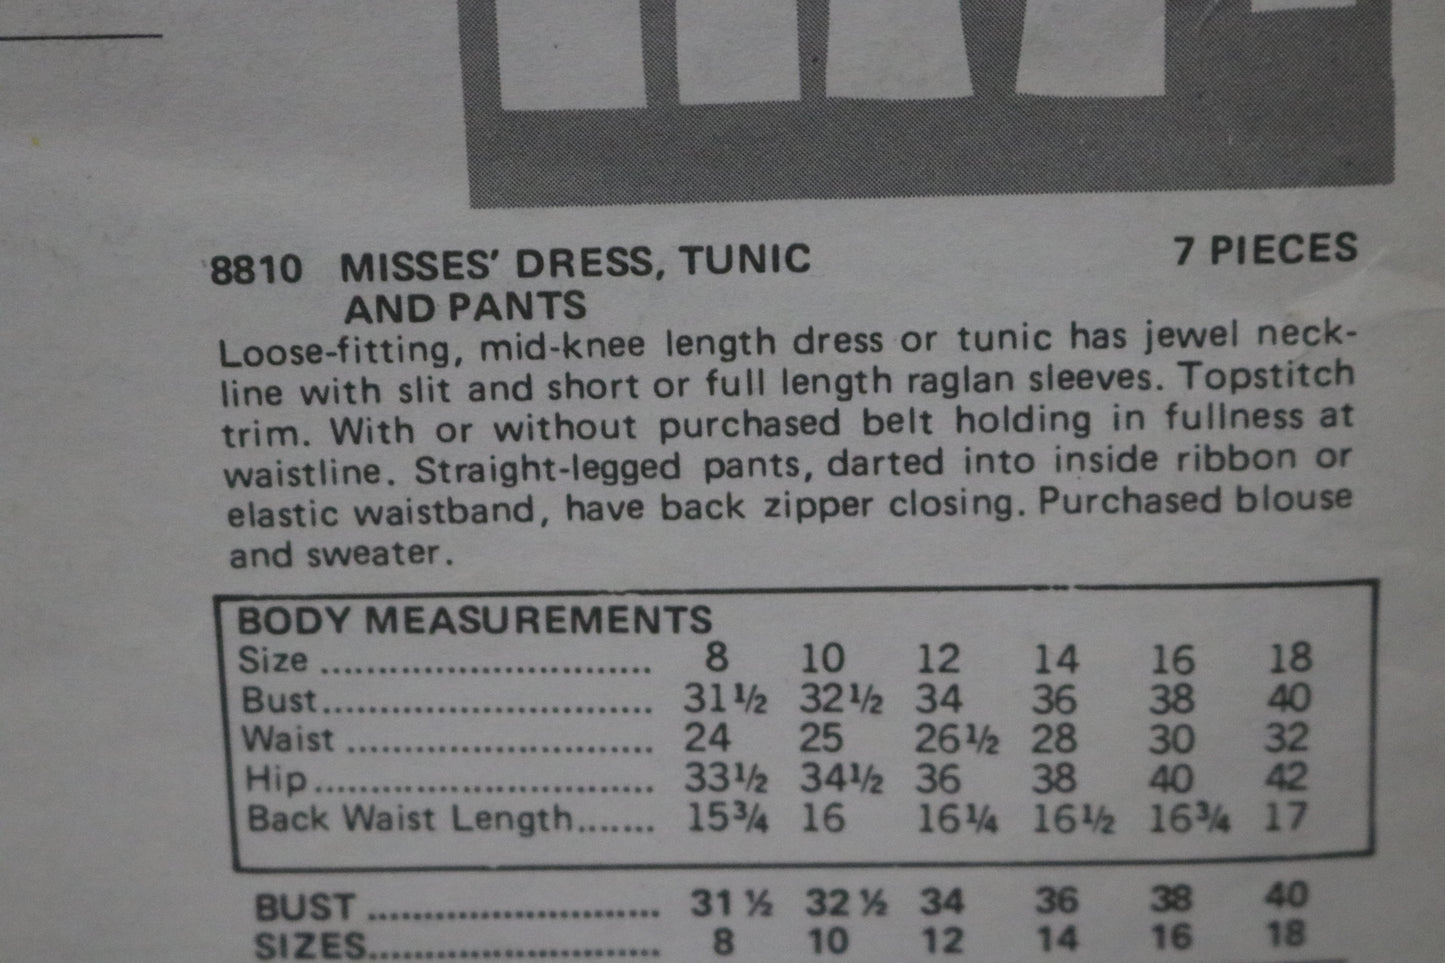 8810 MISSES' DRESS, TUNIC 7 PIECES
AND PANTS
Loose-fitting, mid-knee length dress or tunic has jewel neck-
line with slit and short or full length raglan sleeves. Topstitch
trim. With or without purchased belt holding in fullness at
waistline. Straight-legged pants, darted into inside ribbon or
elastic waistband, have back zipper closing. Purchased blouse
and sweater.
BODY MEASUREMENTS
Size ............................ 8 10 12 14 16 18
Bust............................ 31½ 32½ 34 36 38 40
Waist .......................... 24 25 26½ 28 30 32
Hip............................. 33½ 34½ 36 38 40 42
Back Waist Length....... 15¾ 16 16¼ 16½ 16¾ 17
BUST .......................... 31 ½ 32 ½ 34 36 38 40
SIZES.......................... 8 10 12 14 16 18